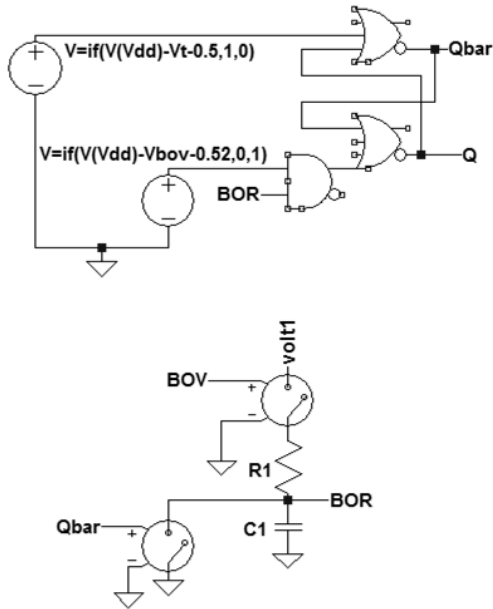 V=if(V(Vdd)-Vt-0.5,1,0)
Qbar
V=if(V(Vdd)-Vbov-0.52,0,1)
Q
BOR
volt1
BOV
+
−
R1
BOR
Qbar
+
−
C1